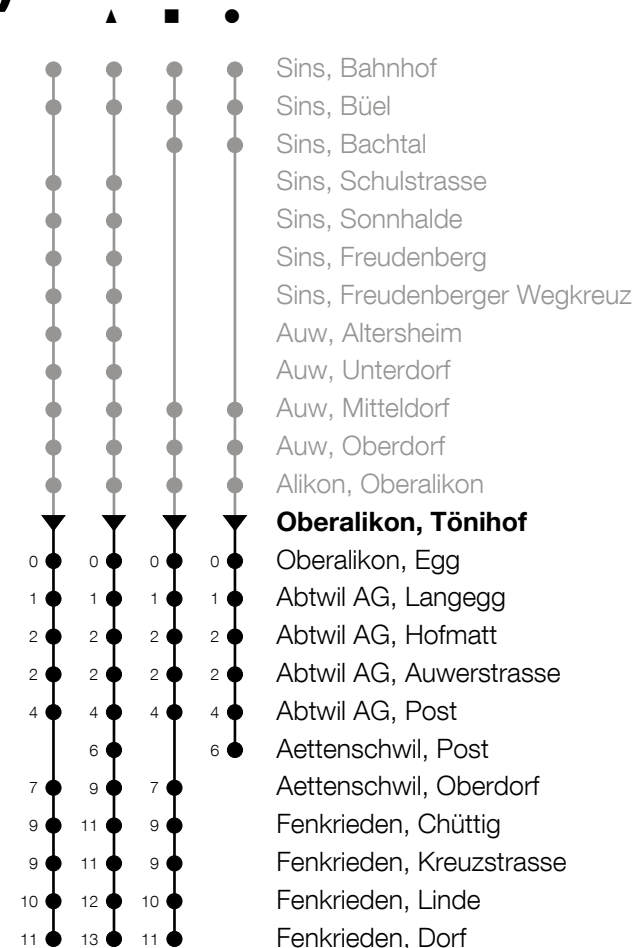 Sins, Bahnhof
Sins, Büel
Sins, Bachtal
Sins, Schulstrasse
Sins, Sonnhalde
Sins, Freudenberg
Sins, Freudenberger Wegkreuz
Auw, Altersheim
Auw, Unterdorf
Auw, Mitteldorf
Auw, Oberdorf
Alikon, Oberalikon
Oberalikon, Tönihof
0 0 0 0 Oberalikon, Egg
1 1 1 1 Abtwil AG, Langegg
2 2 2 2 Abtwil AG, Hofmatt
2 2 2 2 Abtwil AG, Auwerstrasse
4 4 4 4 Abtwil AG, Post
6 6 Aettenschwil, Post
7 9 7 Aettenschwil, Oberdorf
9 11 9 Fenkrieden, Chüttig
9 11 9 Fenkrieden, Kreuzstrasse
10 12 10 Fenkrieden, Linde
11 13 11 Fenkrieden, Dorf